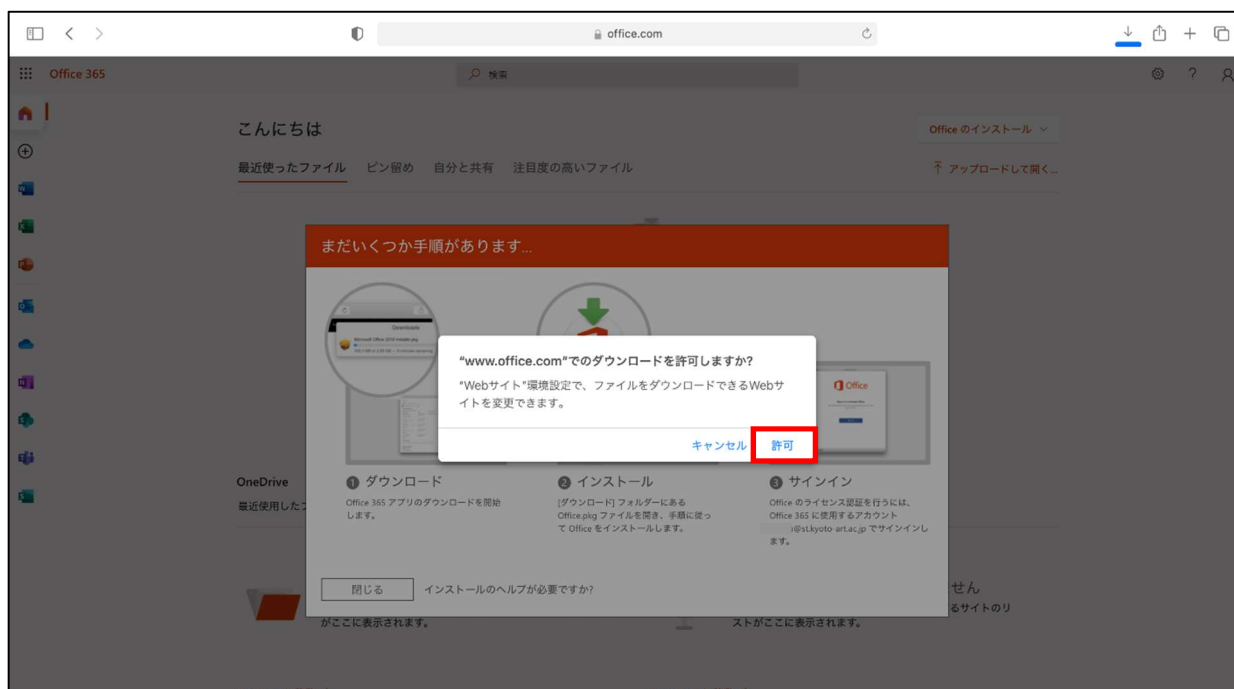 office.com
Office 365
検索
こんにちは
Office のインストール
最近使ったファイル ピン留め 自分と共有 注目度の高いファイル
アップロードして開く...
まだいくつか手順があります...
Downloads
"www.office.com"でのダウンロードを許可しますか?
"Webサイト"環境設定で、ファイルをダウンロードできるWebサ
イトを変更できます。
キャンセル 許可
Office
OneDrive
最近使用した
❶ ダウンロード
Office 365 アプリのダウンロードを開始
します。
❷ インストール
[ダウンロード] フォルダーにある
Office.pkg ファイルを開き、手順に従っ
て Office をインストールします。
❸ サインイン
Office のライセンス認証を行うには、
Office 365 に使用するアカウント
@st.kyoto-art.ac.jp でサインインし
ます。
閉じる インストールのヘルプが必要ですか?
せん
るサイトのリ
がここに表示されます。
ストがここに表示されます。